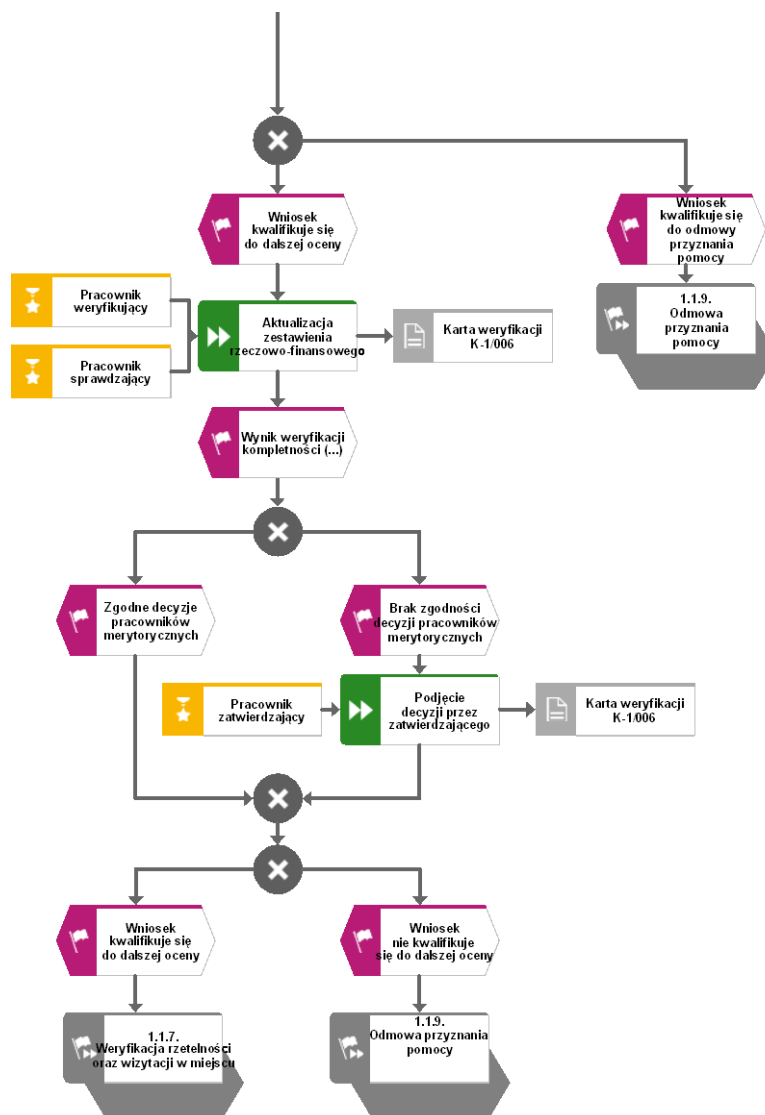 Wniosek
kwalifikuje się
do dalszej oceny
Wniosek
kwalifikuje się
do odmowy
przyznania
pomocy
Pracownik
weryfikujący
Pracownik
sprawdzający
Aktualizacja
zestawienia
rzeczowo-finansowego
Karta weryfikacji
K-1/006
1.1.9.
Odmowa
przyznania
pomocy
Wynik weryfikacji
kompletności (...)
Zgodne decyzje
pracowników
merytorycznych
Brak zgodności
decyzji pracowników
merytorycznych
Pracownik
zatwierdzający
Podjęcie
decyzji przez
zatwierdzającego
Karta weryfikacji
K-1/006
Wniosek
kwalifikuje się
do dalszej oceny
Wniosek
nie kwalifikuje
się do dalszej oceny
1.1.7.
Weryfikacja rzetelności
oraz wizytacji w miejscu
1.1.9.
Odmowa przyznania
pomocy